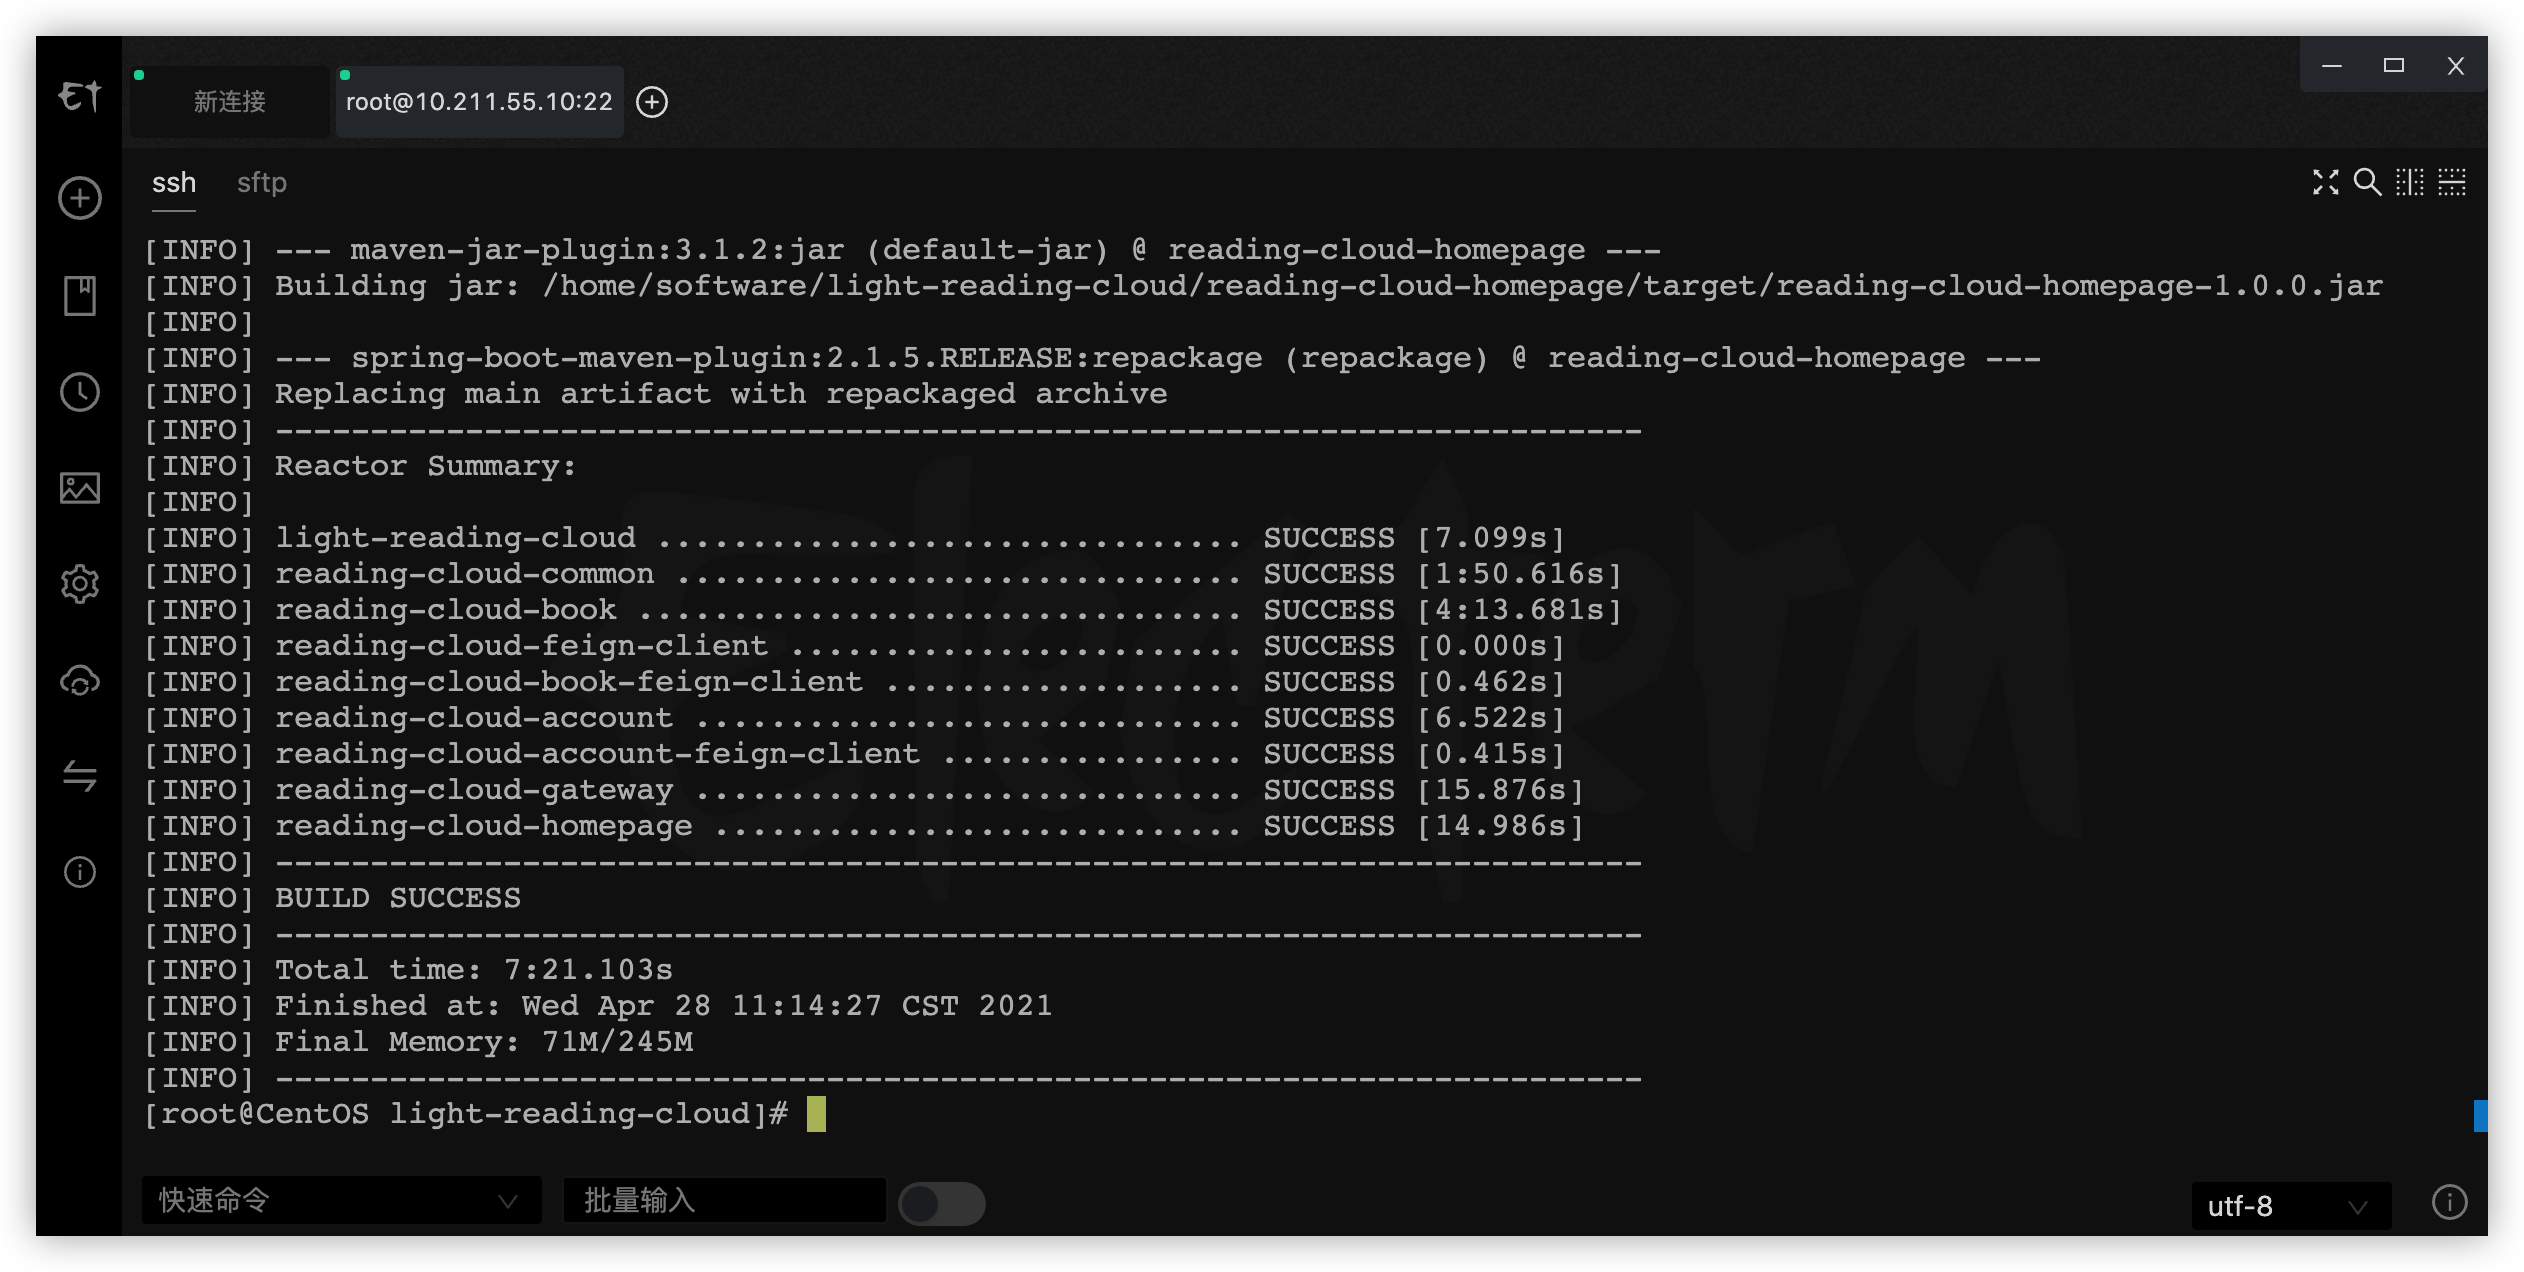 新连接
root@10.211.55.10:22
ssh
sftp
[INFO] --- maven-jar-plugin:3.1.2:jar (default-jar) @ reading-cloud-homepage ---
[INFO] Building jar: /home/software/light-reading-cloud/reading-cloud-homepage/target/reading-cloud-homepage-1.0.0.jar
[INFO]
[INFO] --- spring-boot-maven-plugin:2.1.5.RELEASE:repackage (repackage) @ reading-cloud-homepage ---
[INFO] Replacing main artifact with repackaged archive
[INFO] ------------------------------------------------------------------------
[INFO] Reactor Summary:
[INFO]
[INFO] light-reading-cloud ............................... SUCCESS [7.099s]
[INFO] reading-cloud-common .............................. SUCCESS [1:50.616s]
[INFO] reading-cloud-book ................................ SUCCESS [4:13.681s]
[INFO] reading-cloud-feign-client ........................ SUCCESS [0.000s]
[INFO] reading-cloud-book-feign-client ................... SUCCESS [0.462s]
[INFO] reading-cloud-account ............................. SUCCESS [6.522s]
[INFO] reading-cloud-account-feign-client ................ SUCCESS [0.415s]
[INFO] reading-cloud-gateway ............................. SUCCESS [15.876s]
[INFO] reading-cloud-homepage ............................ SUCCESS [14.986s]
[INFO] ------------------------------------------------------------------------
[INFO] BUILD SUCCESS
[INFO] ------------------------------------------------------------------------
[INFO] Total time: 7:21.103s
[INFO] Finished at: Wed Apr 28 11:14:27 CST 2021
[INFO] Final Memory: 71M/245M
[INFO] ------------------------------------------------------------------------
[root@CentOS light-reading-cloud]#
快速命令
批量输入
utf-8
ElecTerm